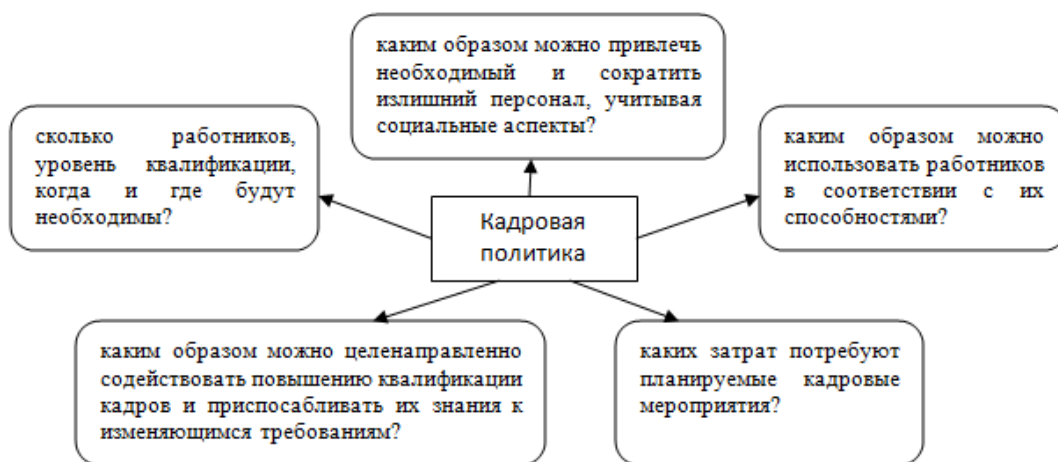 каким образом можно привлечь
необходимый и сократить
излишний персонал, учитывая
социальные аспекты?
сколько работников,
уровень квалификации,
когда и где будут
необходимы?
каким образом можно
использовать работников
в соответствии с их
способностями?
Кадровая
политика
каким образом можно целенаправленно
содействовать повышению квалификации
кадров и приспосабливать их знания к
изменяющимся требованиям?
каких затрат потребуют
планируемые кадровые
мероприятия?